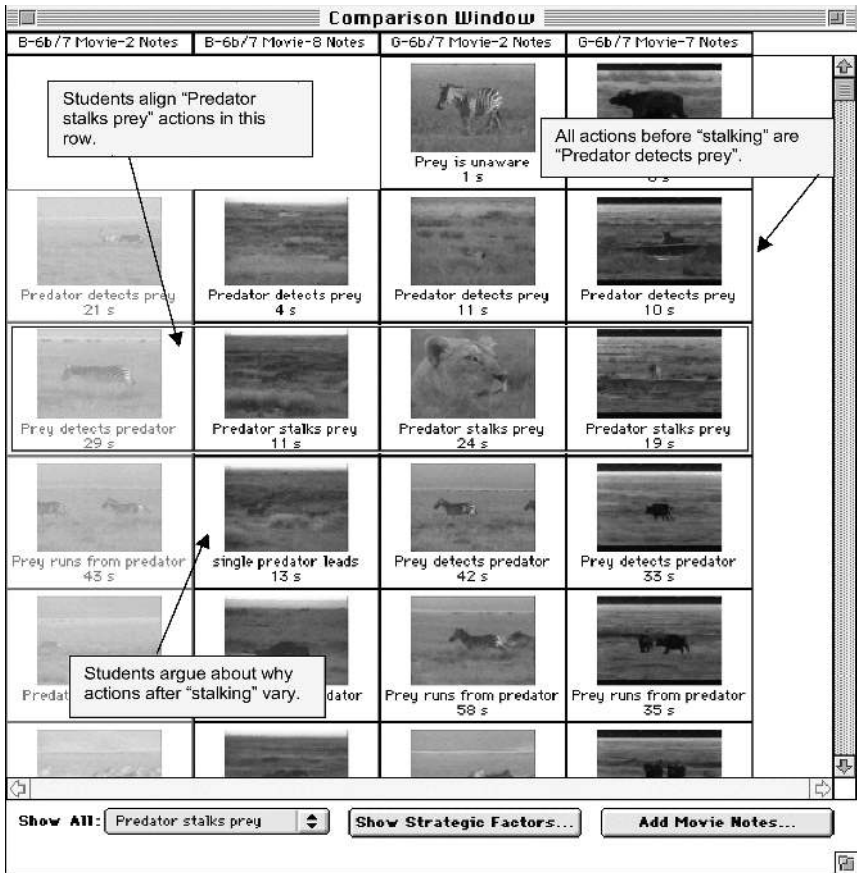 Comparison Window
B-6b/7 Movie-2 Notes
B-6b/7 Movie-8 Notes
G-6b/7 Movie-2 Notes
G-6b/7 Movie-7 Notes
Students align “Predator
stalks prey” actions in this
row.
Prey is unaware
1 s
All actions before “stalking” are
“Predator detects prey”.
Predator detects prey
21 s
Predator detects prey
4 s
Predator detects prey
11 s
Predator detects prey
10 s
Prey detects predator
29 s
Predator stalks prey
11 s
Predator stalks prey
24 s
Predator stalks prey
19 s
Prey runs from predator
43 s
single predator leads
13 s
Prey detects predator
42 s
Prey detects predator
33 s
Students argue about why
actions after “stalking” vary.
Prey runs from predator
58 s
Prey runs from predator
35 s
Show All:
Predator stalks prey
Show Strategic Factors...
Add Movie Notes...